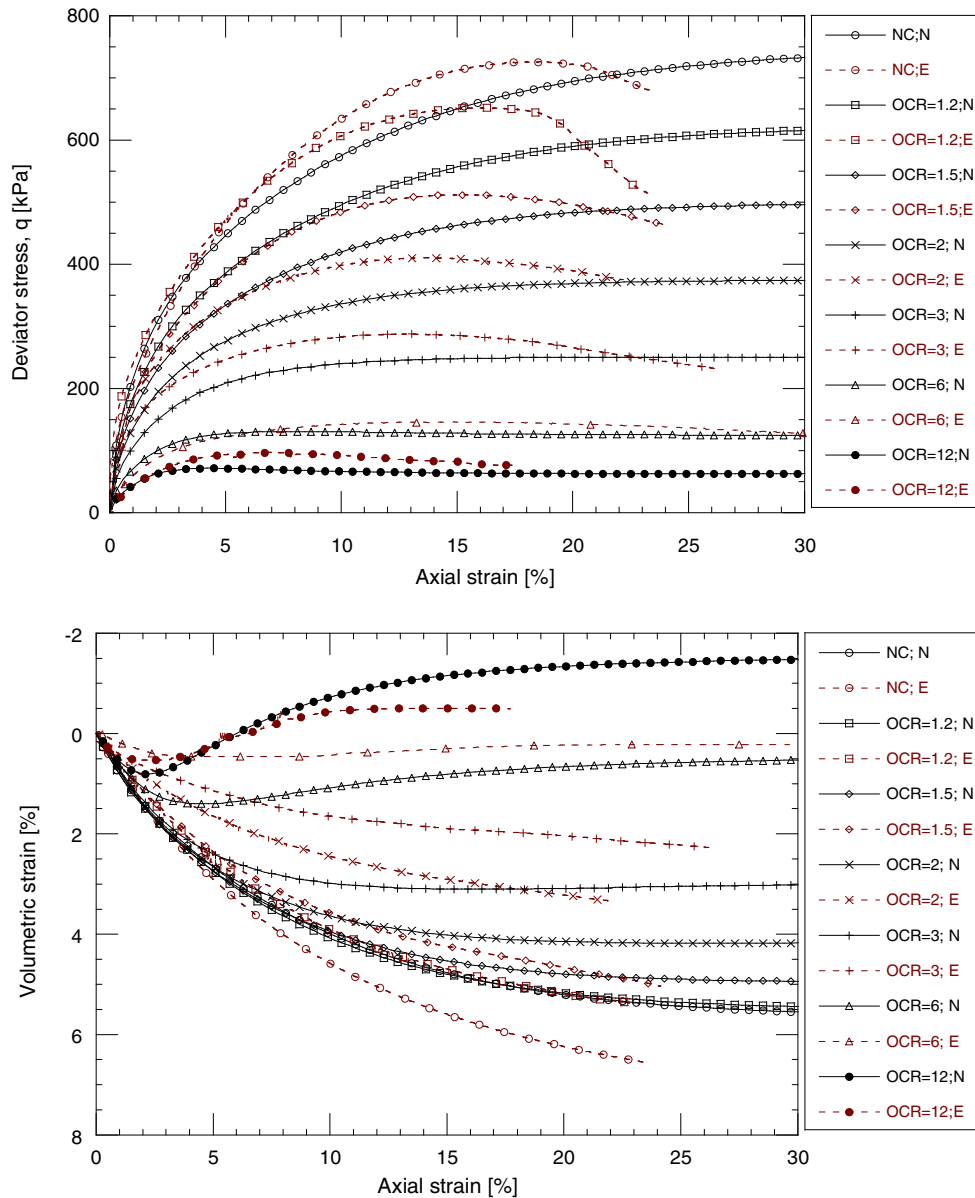 800
600
400
200
0
Deviator stress, q [kPa]
0 5 10 15 20 25 30
Axial strain [%]
NC;N
NC;E
OCR=1.2;N
OCR=1.2;E
OCR=1.5;N
OCR=1.5;E
OCR=2; N
OCR=2; E
OCR=3; N
OCR=3; E
OCR=6; N
OCR=6; E
OCR=12;N
OCR=12;E
-2
0
2
4
6
8
Volumetric strain [%]
0 5 10 15 20 25 30
Axial strain [%]
NC; N
NC; E
OCR=1.2; N
OCR=1.2; E
OCR=1.5; N
OCR=1.5; E
OCR=2; N
OCR=2; E
OCR=3; N
OCR=3; E
OCR=6; N
OCR=6; E
OCR=12;N
OCR=12;E